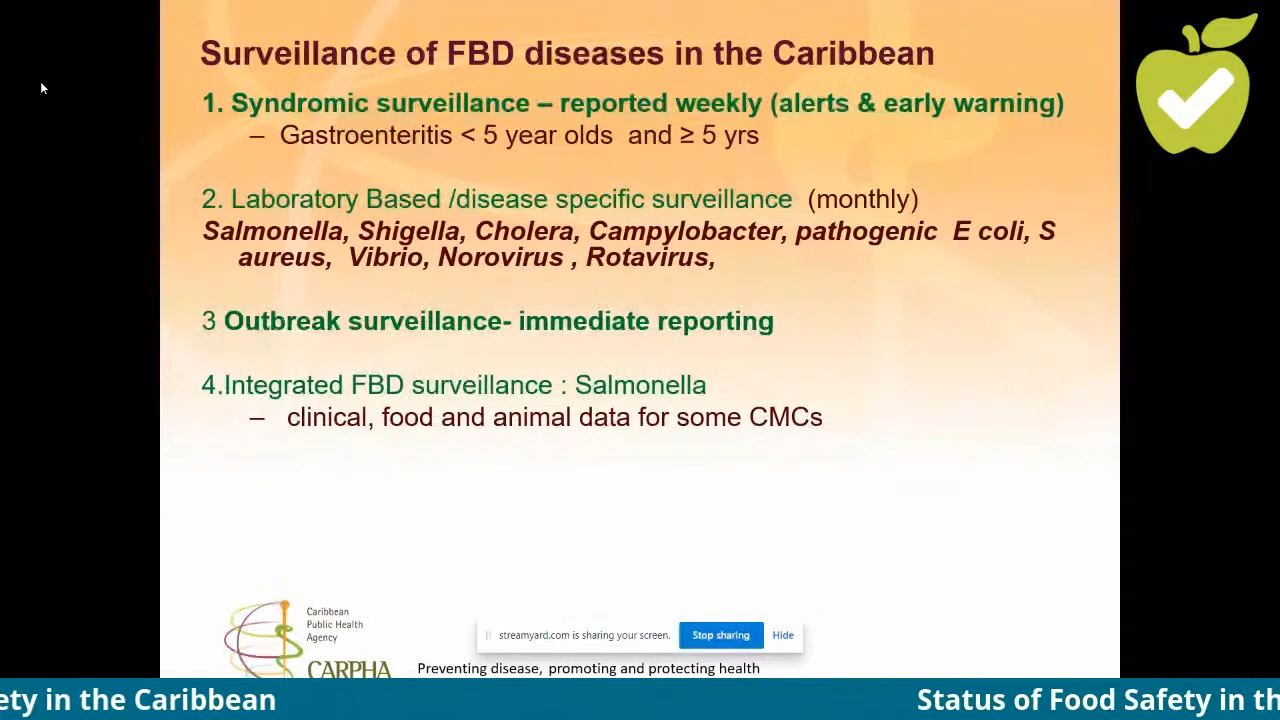 Surveillance of FBD diseases in the Caribbean
1. Syndromic surveillance – reported weekly (alerts & early warning)
– Gastroenteritis < 5 year olds and ≥ 5 yrs
2. Laboratory Based /disease specific surveillance (monthly)
Salmonella, Shigella, Cholera, Campylobacter, pathogenic E coli, S
aureus, Vibrio, Norovirus , Rotavirus,
3 Outbreak surveillance- immediate reporting
4.Integrated FBD surveillance : Salmonella
– clinical, food and animal data for some CMCs
Caribbean
Public Health
Agency
CARPHA
streamyard.com is sharing your screen. Stop sharing Hide
Preventing disease, promoting and protecting health
ety in the Caribbean Status of Food Safety in th